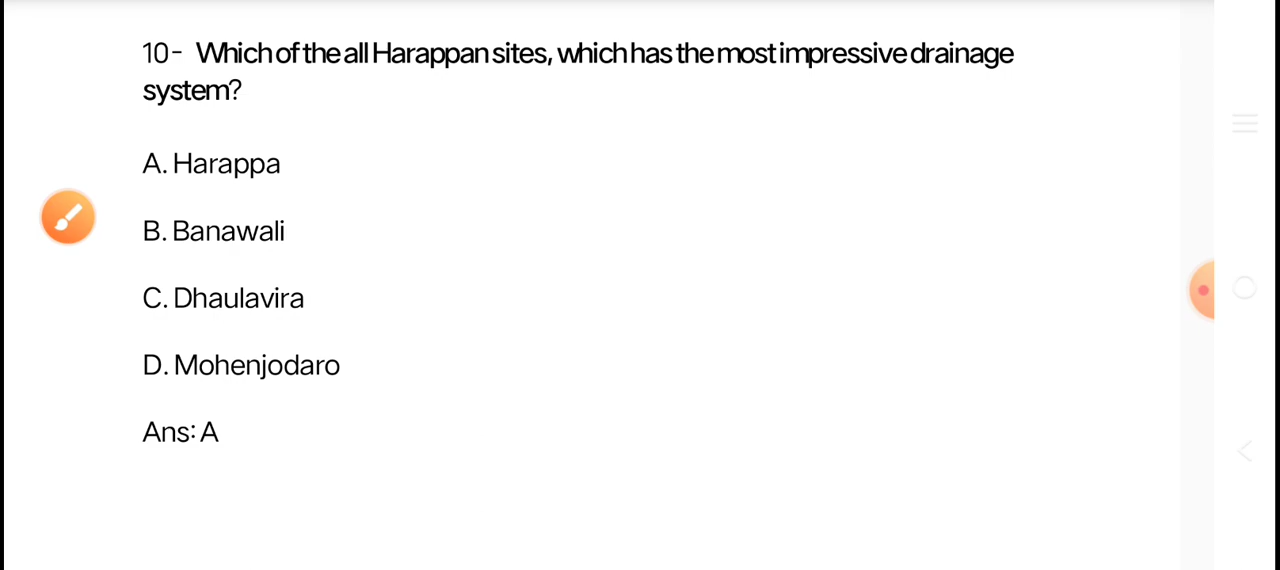 10- Which of the all Harappan sites, which has the most impressive drainage
system?
A. Harappa
B. Banawali
C. Dhaulavira
D. Mohenjodaro
Ans: A